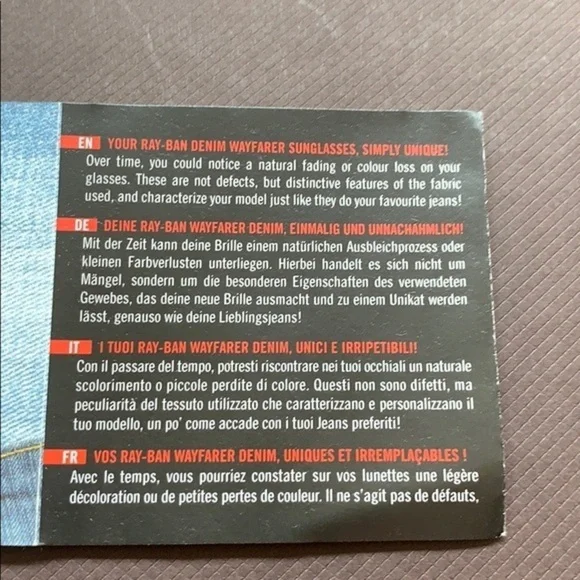 EN YOUR RAY-BAN DENIM WAYFARER SUNGLASSES, SIMPLY UNIQUE!
Over time, you could notice a natural fading or colour loss on your
glasses. These are not defects, but distinctive features of the fabric
used, and characterize your model just like they do your favourite jeans!
DE DEINE RAY-BAN WAYFARER DENIM, EINMALIG UND UNNACHAHMLICH!
Mit der Zeit kann deine Brille einem natürlichen Ausbleichprozess oder
kleinen Farbverlusten unterliegen. Hierbei handelt es sich nicht um
Mängel, sondern um die besonderen Eigenschaften des verwendeten
Gewebes, das deine neue Brille ausmacht und zu einem Unikat werden
lässt, genauso wie deine Lieblingsjeans!
IT I TUOI RAY-BAN WAYFARER DENIM, UNICI E IRRIPETIBILI!
Con il passare del tempo, potresti riscontrare nei tuoi occhiali un naturale
scolorimento o piccole perdite di colore. Questi non sono difetti, ma
peculiarità del tessuto utilizzato che caratterizzano e personalizzano il
tuo modello, un po' come accade con i tuoi Jeans preferiti!
FR VOS RAY-BAN WAYFARER DENIM, UNIQUES ET IRREMPLAÇABLES !
Avec le temps, vous pourriez constater sur vos lunettes une légère
décoloration ou de petites pertes de couleur. Il ne s'agit pas de défauts,